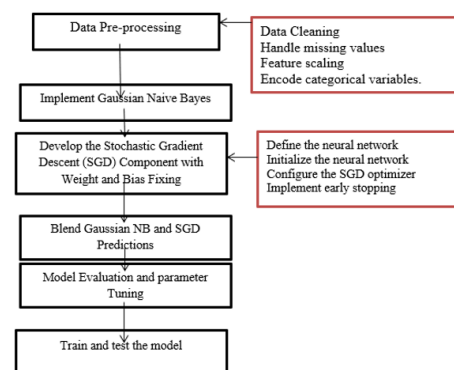 Data Pre-processing
Data Cleaning
Handle missing values
Feature scaling
Encode categorical variables.
Implement Gaussian Naive Bayes
Develop the Stochastic Gradient
Descent (SGD) Component with
Weight and Bias Fixing
Define the neural network
Initialize the neural network
Configure the SGD optimizer
Implement early stopping
Blend Gaussian NB and SGD
Predictions
Model Evaluation and parameter
Tuning
Train and test the model